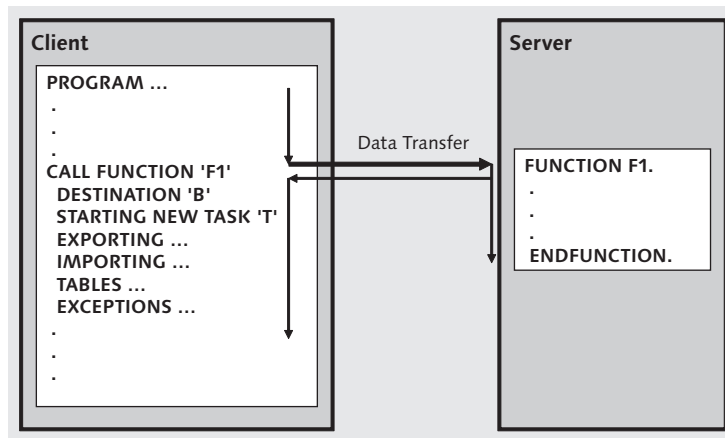 Client
PROGRAM …
.
.
.
CALL FUNCTION 'F1'
DESTINATION 'B'
STARTING NEW TASK 'T'
EXPORTING …
IMPORTING …
TABLES …
EXCEPTIONS …
.
.
.
Data Transfer
Server
FUNCTION F1.
.
.
.
ENDFUNCTION.